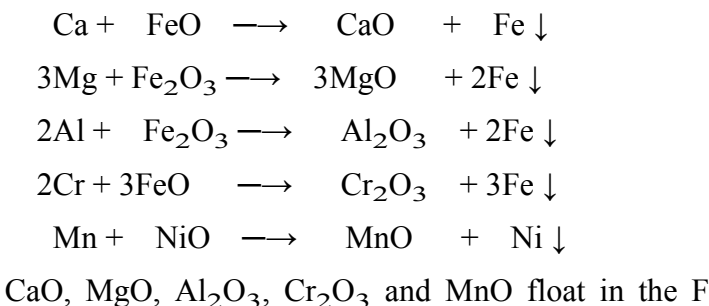 Ca + FeO —→ CaO + Fe ↓
3Mg + Fe₂O₃ —→ 3MgO + 2Fe ↓
2Al + Fe₂O₃ —→ Al₂O₃ + 2Fe ↓
2Cr + 3FeO —→ Cr₂O₃ + 3Fe ↓
Mn + NiO —→ MnO + Ni ↓
CaO, MgO, Al₂O₃, Cr₂O₃ and MnO float in the F